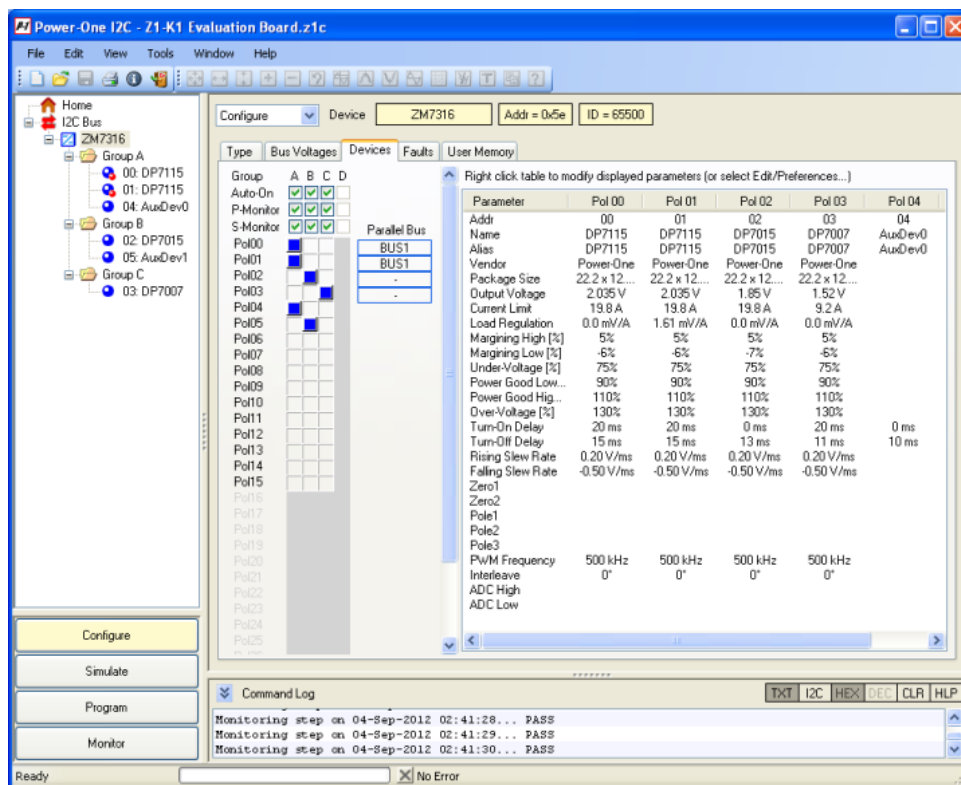 Power-One I2C - Z1-K1 Evaluation Board.z1c
File Edit View Tools Window Help
Home
I2C Bus
ZM7316
Group A
00: DP7115
01: DP7115
04: AuxDev0
Group B
02: DP7015
05: AuxDev1
Group C
03: DP7007
Configure
Simulate
Program
Monitor
Configure Device ZM7316 Addr = 0x5e ID = 65500
Type Bus Voltages Devices Faults User Memory
Group A B C D
Auto-On
P-Monitor
S-Monitor Parallel Bus
Pol00 BUS1
Pol01 BUS1
Pol02 -
Pol03 -
Pol04
Pol05
Pol06
Pol07
Pol08
Pol09
Pol10
Pol11
Pol12
Pol13
Pol14
Pol15
Pol16
Pol17
Pol18
Pol19
Pol20
Pol21
Pol22
Pol23
Pol24
Pol25
Right click table to modify displayed parameters (or select Edit/Preferences...)
Parameter Pol 00 Pol 01 Pol 02 Pol 03 Pol 04
Addr 00 01 02 03 04
Name DP7115 DP7115 DP7015 DP7007 AuxDev0
Alias DP7115 DP7115 DP7015 DP7007 AuxDev0
Vendor Power-One Power-One Power-One Power-One
Package Size 22.2 x 12.... 22.2 x 12.... 22.2 x 12.... 22.2 x 12....
Output Voltage 2.035 V 2.035 V 1.85 V 1.52 V
Current Limit 19.8 A 19.8 A 19.8 A 9.2 A
Load Regulation 0.0 mV/A 1.61 mV/A 0.0 mV/A 0.0 mV/A
Margining High [%] 5% 5% 5% 5%
Margining Low [%] -6% -6% -7% -6%
Under-Voltage [%] 75% 75% 75% 75%
Power Good Low... 90% 90% 90% 90%
Power Good Hig... 110% 110% 110% 110%
Over-Voltage [%] 130% 130% 130% 130%
Turn-On Delay 20 ms 20 ms 0 ms 20 ms 0 ms
Turn-Off Delay 15 ms 15 ms 13 ms 11 ms 10 ms
Rising Slew Rate 0.20 V/ms 0.20 V/ms 0.20 V/ms 0.20 V/ms
Falling Slew Rate -0.50 V/ms -0.50 V/ms -0.50 V/ms -0.50 V/ms
Zero1
Zero2
Pole1
Pole2
Pole3
PWM Frequency 500 kHz 500 kHz 500 kHz 500 kHz
Interleave 0° 0° 0° 0°
ADC High
ADC Low
Command Log TXT I2C HEX DEC CLR HLP
Monitoring step on 04-Sep-2012 02:41:28... PASS
Monitoring step on 04-Sep-2012 02:41:29... PASS
Monitoring step on 04-Sep-2012 02:41:30... PASS
Ready No Error